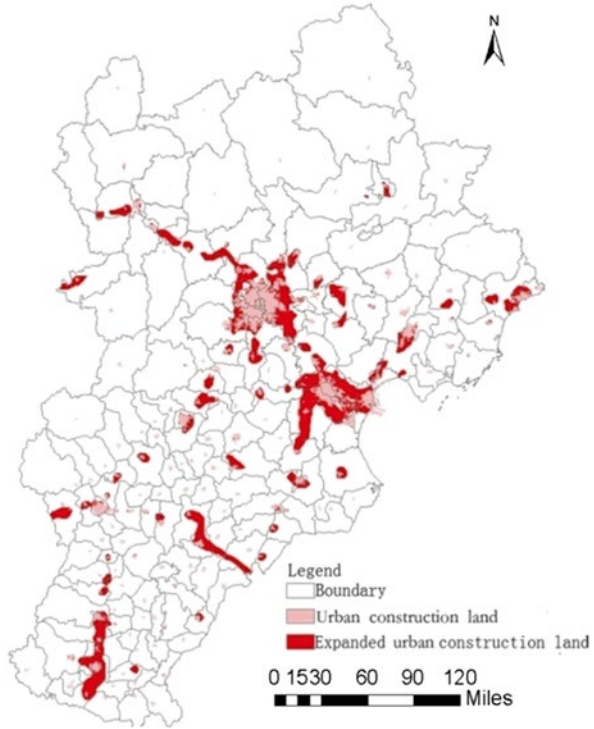 N
Legend
Boundary
Urban construction land
Expanded urban construction land
0 1530 60 90 120
Miles